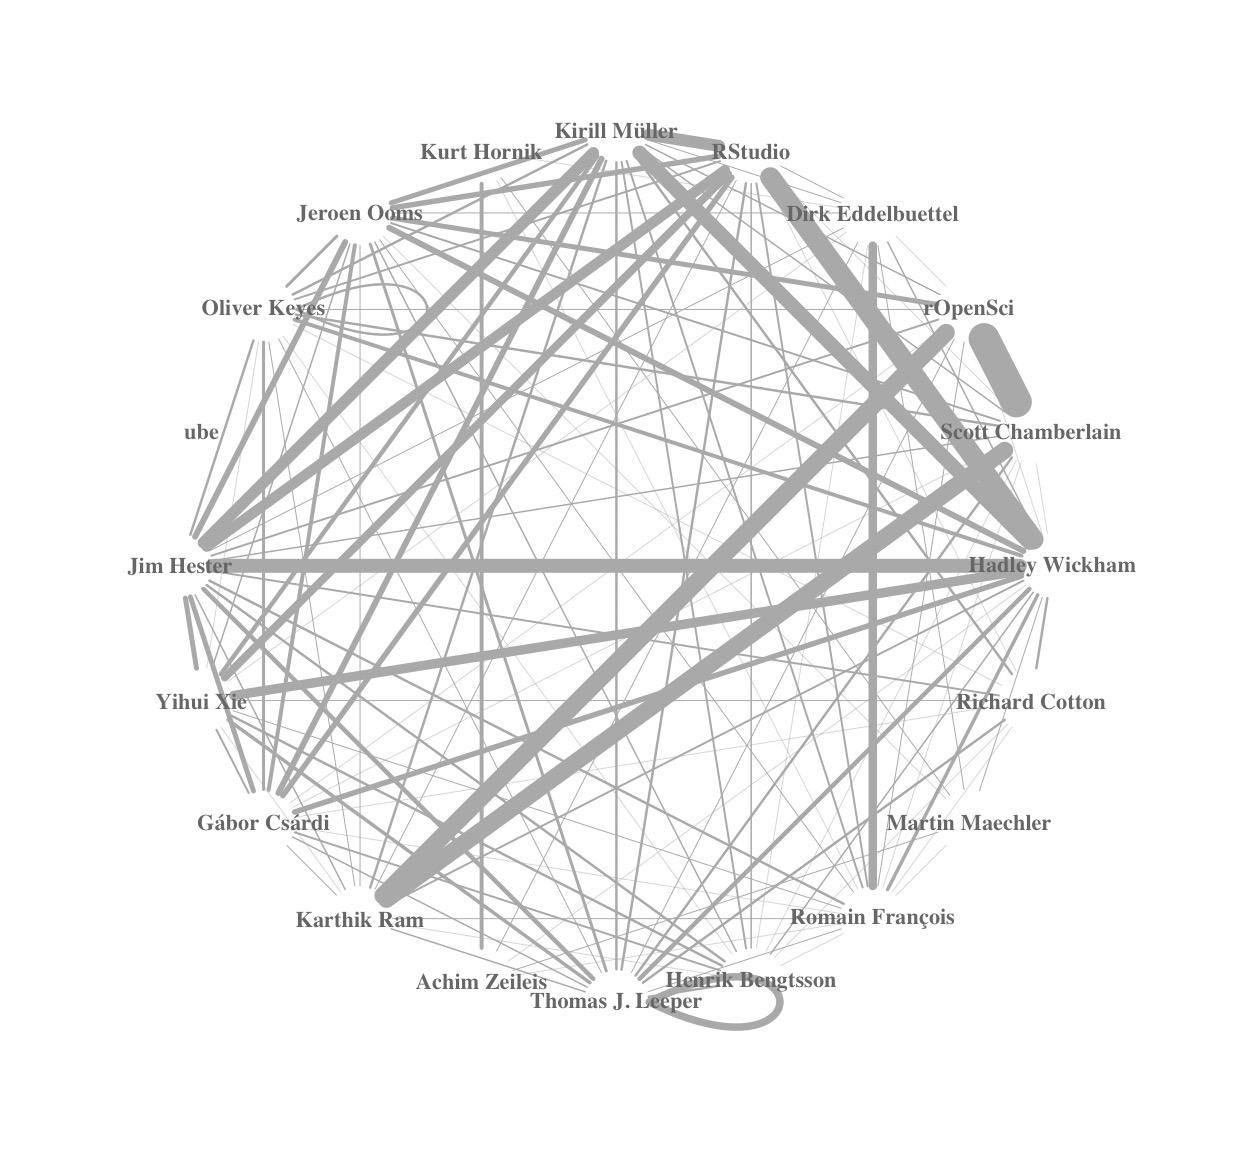 Kirill Müller
Kurt Hornik
RStudio
Jeroen Ooms
Dirk Eddelbuettel
Oliver Keyes
rOpenSci
ube
Scott Chamberlain
Jim Hester
Hadley Wickham
Yihui Xie
Richard Cotton
Gábor Csárdi
Martin Maechler
Karthik Ram
Romain François
Achim Zeileis
Henrik Bengtsson
Thomas J. Leeper